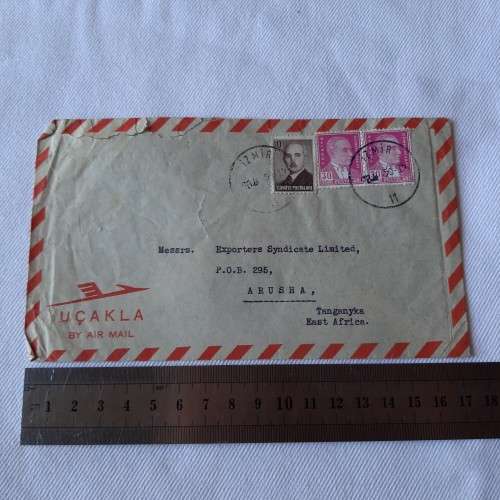 İZMİR
İZMİR
30
Messrs. Exporters Syndicate Limited,
P.O.B. 295,
ARUSHA,
Tanganyka
East Africa.
UÇAKLA
BY AIR MAIL
1 2 3 4 5 6 7 8 9 10 11 12 13 14 15 16 17 18